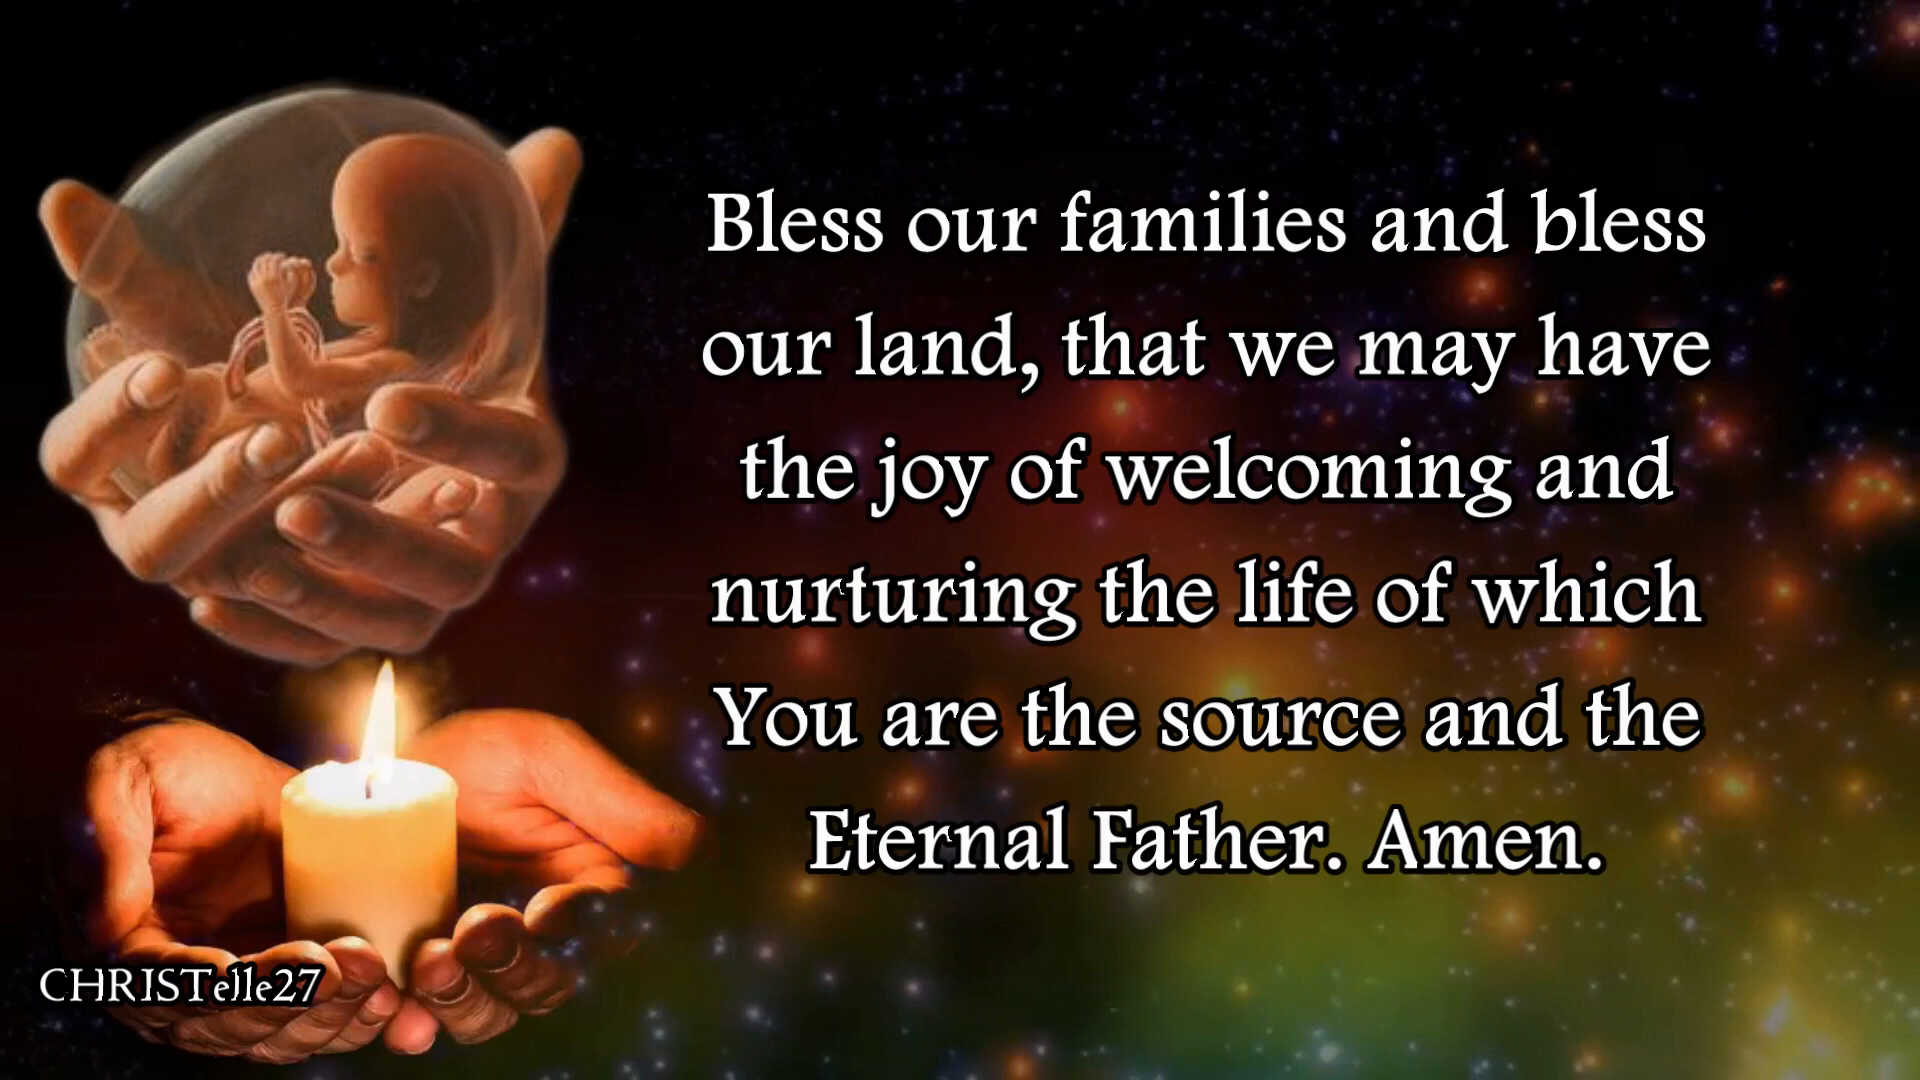 Bless our families and bless
our land, that we may have
the joy of welcoming and
nurturing the life of which
You are the source and the
Eternal Father. Amen.
CHRISTelle27